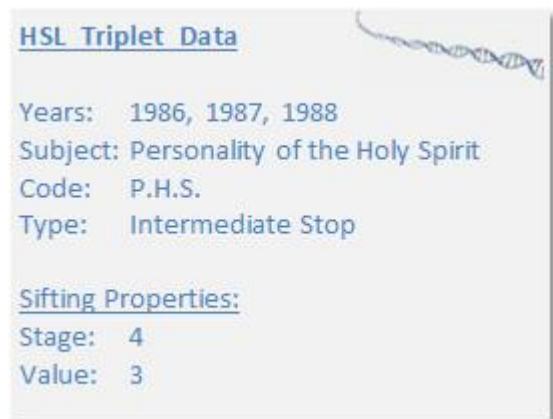 HSL Triplet Data
Years: 1986, 1987, 1988
Subject: Personality of the Holy Spirit
Code: P.H.S.
Type: Intermediate Stop
Sifting Properties:
Stage: 4
Value: 3